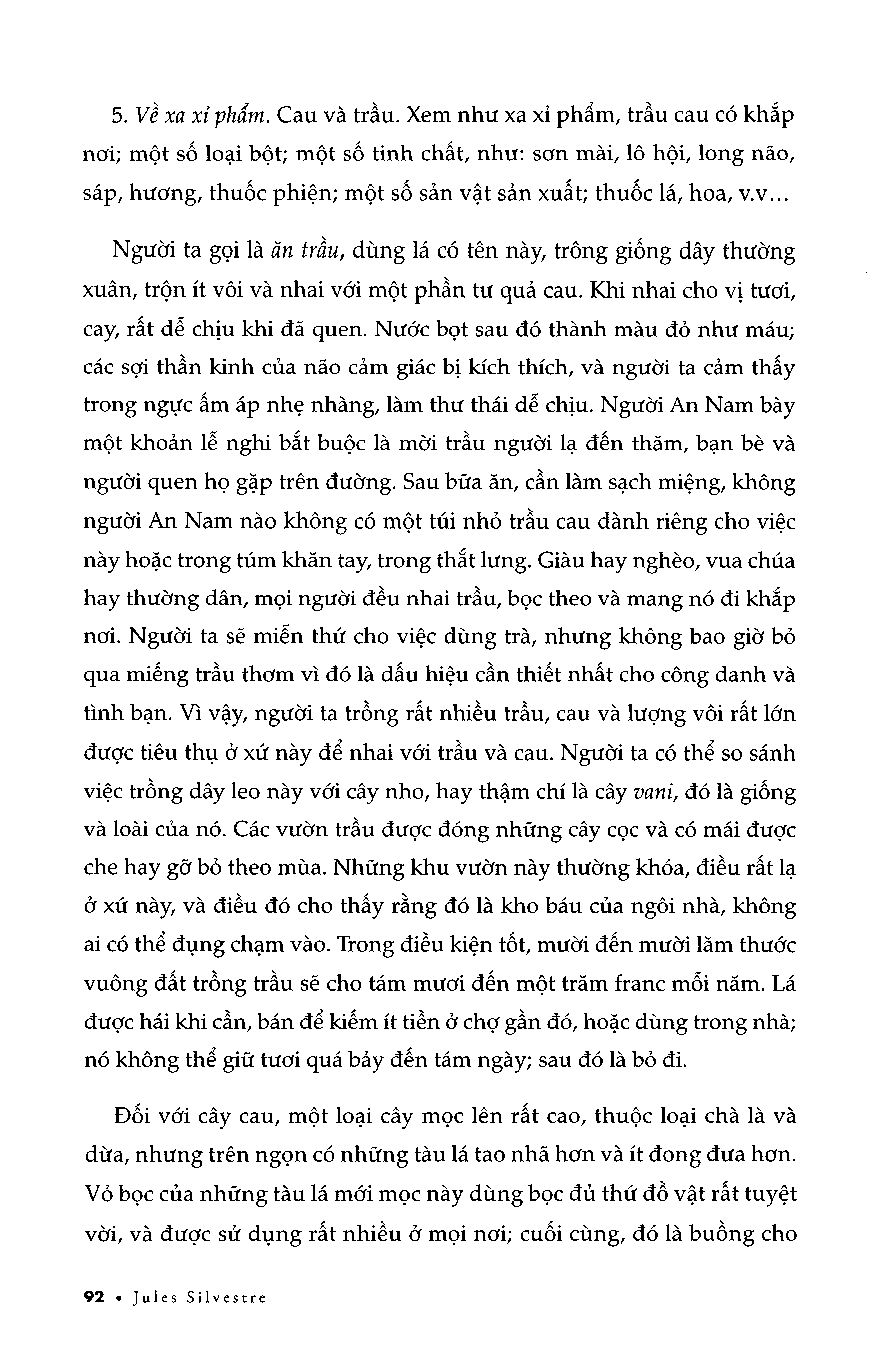 5. Về xa xỉ phẩm. Cau và trầu. Xem như xa xỉ phẩm, trầu cau có khắp
nơi; một số loại bột; một số tinh chất, như: sơn mài, lô hội, long não,
sáp, hương, thuốc phiện; một số sản vật sản xuất; thuốc lá, hoa, v.v...
Người ta gọi là ăn trầu, dùng lá có tên này, trông giống dây thường
xuân, trộn ít vôi và nhai với một phần tư quả cau. Khi nhai cho vị tươi,
cay, rất dễ chịu khi đã quen. Nước bọt sau đó thành màu đỏ như máu;
các sợi thần kinh của não cảm giác bị kích thích, và người ta cảm thấy
trong ngực ấm áp nhẹ nhàng, làm thư thái dễ chịu. Người An Nam bày
một khoản lễ nghi bắt buộc là mời trầu người lạ đến thăm, bạn bè và
người quen họ gặp trên đường. Sau bữa ăn, cần làm sạch miệng, không
người An Nam nào không có một túi nhỏ trầu cau dành riêng cho việc
này hoặc trong túm khăn tay, trong thắt lưng. Giàu hay nghèo, vua chúa
hay thường dân, mọi người đều nhai trầu, bọc theo và mang nó đi khắp
nơi. Người ta sẽ miễn thứ cho việc dùng trà, nhưng không bao giờ bỏ
qua miếng trầu thơm vì đó là dấu hiệu cần thiết nhất cho công danh và
tình bạn. Vì vậy, người ta trồng rất nhiều trầu, cau và lượng vôi rất lớn
được tiêu thụ ở xứ này để nhai với trầu và cau. Người ta có thể so sánh
việc trồng dây leo này với cây nho, hay thậm chí là cây vani, đó là giống
và loài của nó. Các vườn trầu được đóng những cây cọc và có mái được
che hay gỡ bỏ theo mùa. Những khu vườn này thường khóa, điều rất lạ
ở xứ này, và điều đó cho thấy rằng đó là kho báu của ngôi nhà, không
ai có thể đụng chạm vào. Trong điều kiện tốt, mười đến mười lăm thước
vuông đất trồng trầu sẽ cho tám mươi đến một trăm franc mỗi năm. Lá
được hái khi cần, bán để kiếm ít tiền ở chợ gần đó, hoặc dùng trong nhà;
nó không thể giữ tươi quá bảy đến tám ngày; sau đó là bỏ đi.
Đối với cây cau, một loại cây mọc lên rất cao, thuộc loại chà là và
dừa, nhưng trên ngọn có những tàu lá tao nhã hơn và ít đong đưa hơn.
Vỏ bọc của những tàu lá mới mọc này dùng bọc đủ thứ đồ vật rất tuyệt
vời, và được sử dụng rất nhiều ở mọi nơi; cuối cùng, đó là buồng cho
92 • Jules Silvestre